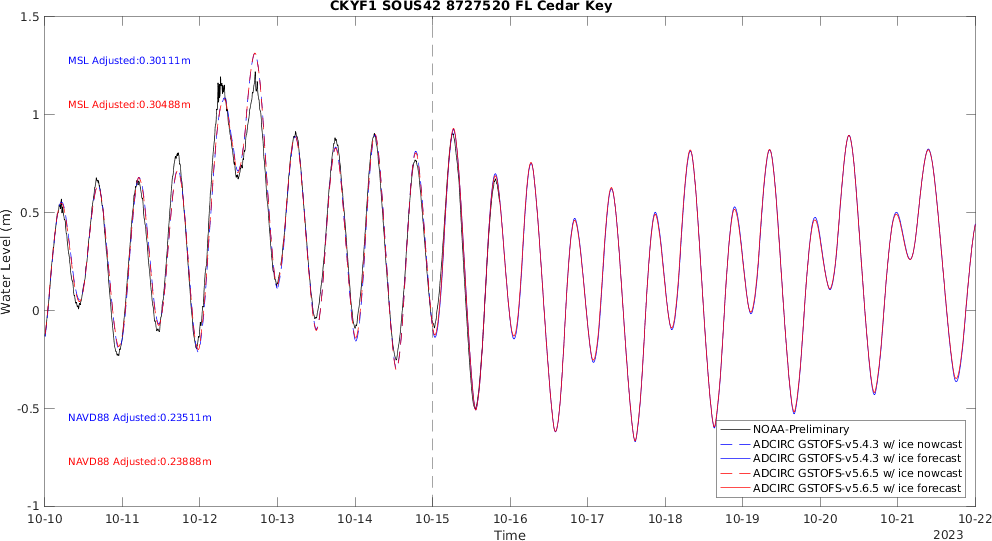 CKYF1 SOUS42 8727520 FL Cedar Key
1.5
MSL Adjusted:0.30111m
MSL Adjusted:0.30488m
1
0.5
Water Level (m)
0
-0.5
NAVD88 Adjusted:0.23511m
NAVD88 Adjusted:0.23888m
NOAA-Preliminary
ADCIRC GSTOFS-v5.4.3 w/ ice nowcast
ADCIRC GSTOFS-v5.4.3 w/ ice forecast
ADCIRC GSTOFS-v5.6.5 w/ ice nowcast
ADCIRC GSTOFS-v5.6.5 w/ ice forecast
-1
10-10 10-11 10-12 10-13 10-14 10-15 10-16 10-17 10-18 10-19 10-20 10-21 10-22
Time
2023